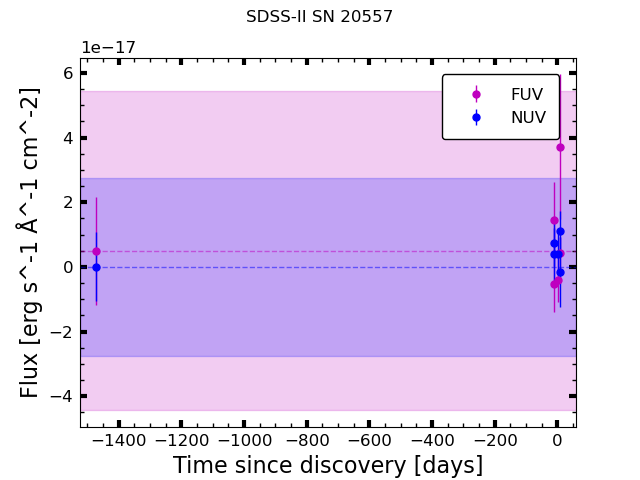 SDSS-II SN 20557
1e−17
6
4
2
0
−2
−4
Flux [erg s^-1 Å^-1 cm^-2]
FUV
NUV
−1400 −1200 −1000 −800 −600 −400 −200 0
Time since discovery [days]